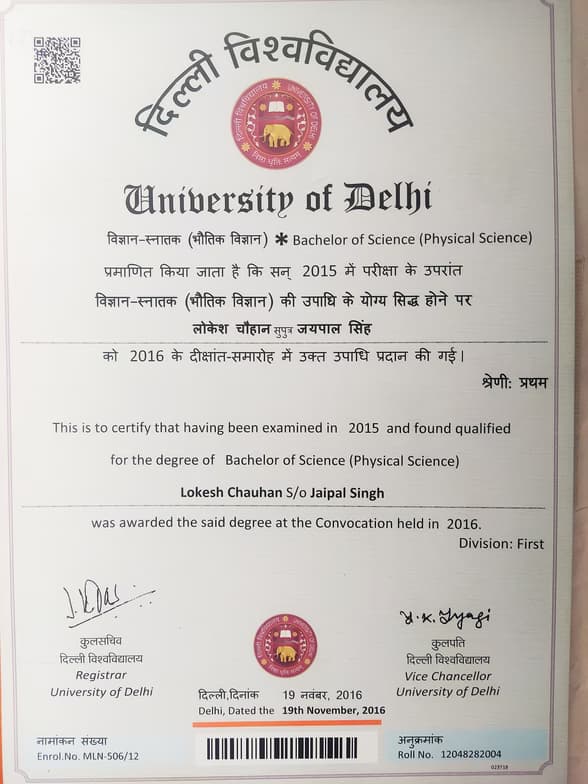 दिल्ली विश्वविद्यालय
University of Delhi
विज्ञान-स्नातक (भौतिक विज्ञान) ✱ Bachelor of Science (Physical Science)
प्रमाणित किया जाता है कि सन् 2015 में परीक्षा के उपरांत
विज्ञान-स्नातक (भौतिक विज्ञान) की उपाधि के योग्य सिद्ध होने पर
लोकेश चौहान सुपुत्र जयपाल सिंह
को 2016 के दीक्षांत-समारोह में उक्त उपाधि प्रदान की गई।
श्रेणी: प्रथम
This is to certify that having been examined in 2015 and found qualified
for the degree of Bachelor of Science (Physical Science)
Lokesh Chauhan S/o Jaipal Singh
was awarded the said degree at the Convocation held in 2016.
Division: First
कुलसचिव
दिल्ली विश्वविद्यालय
Registrar
University of Delhi
दिल्ली,दिनांक 19 नवंबर, 2016
Delhi, Dated the 19th November, 2016
कुलपति
दिल्ली विश्वविद्यालय
Vice Chancellor
University of Delhi
नामांकन संख्या
Enrol.No. MLN-506/12
अनुक्रमांक
Roll No. 12048282004